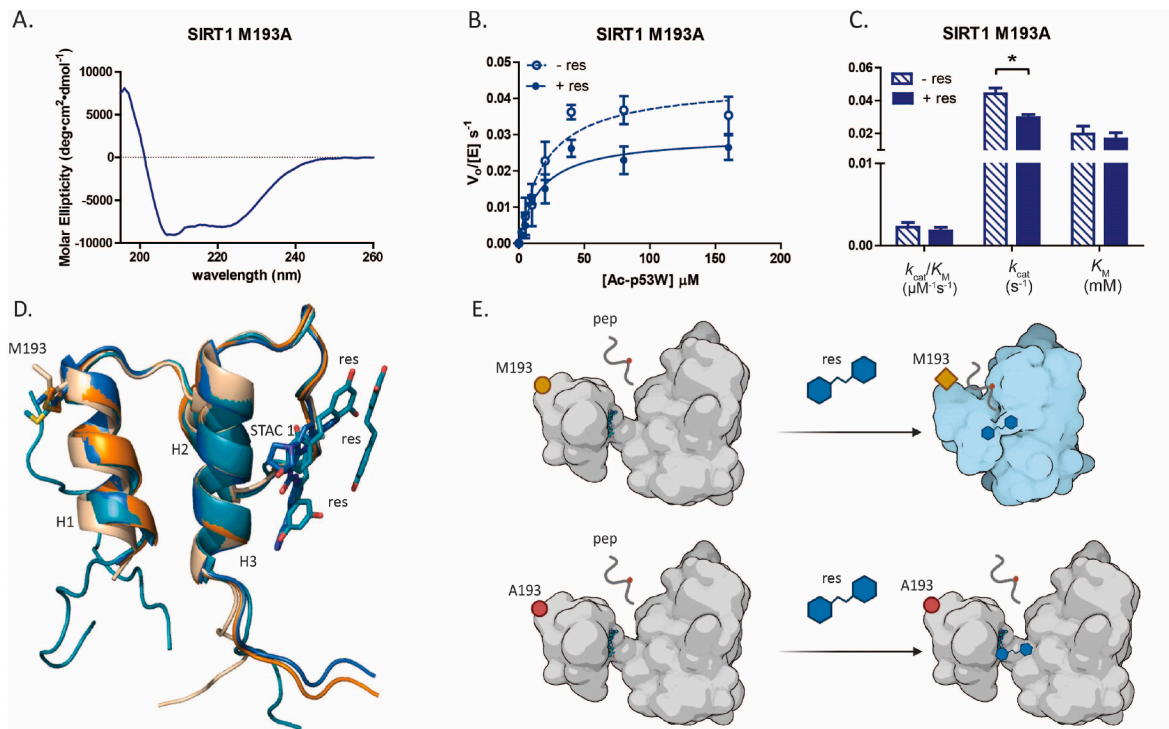 A.
SIRT1 M193A
10000
5000
0
-5000
-10000
Molar Ellipticity (deg•cm²•dmol⁻¹)
200 220 240 260
wavelength (nm)
B.
SIRT1 M193A
- res
+ res
0.05
0.04
0.03
0.02
0.01
0.00
V₀/[E] s⁻¹
0 50 100 150 200
[Ac-p53W] μM
C.
SIRT1 M193A
- res
+ res
*
0.06
0.04
0.02
0.01
0.00
kcat/KM
(μM⁻¹s⁻¹)
kcat
(s⁻¹)
KM
(mM)
D.
M193
H1
H2
H3
STAC 1
res
res
res
E.
pep
M193
res
M193
pep
A193
res
A193